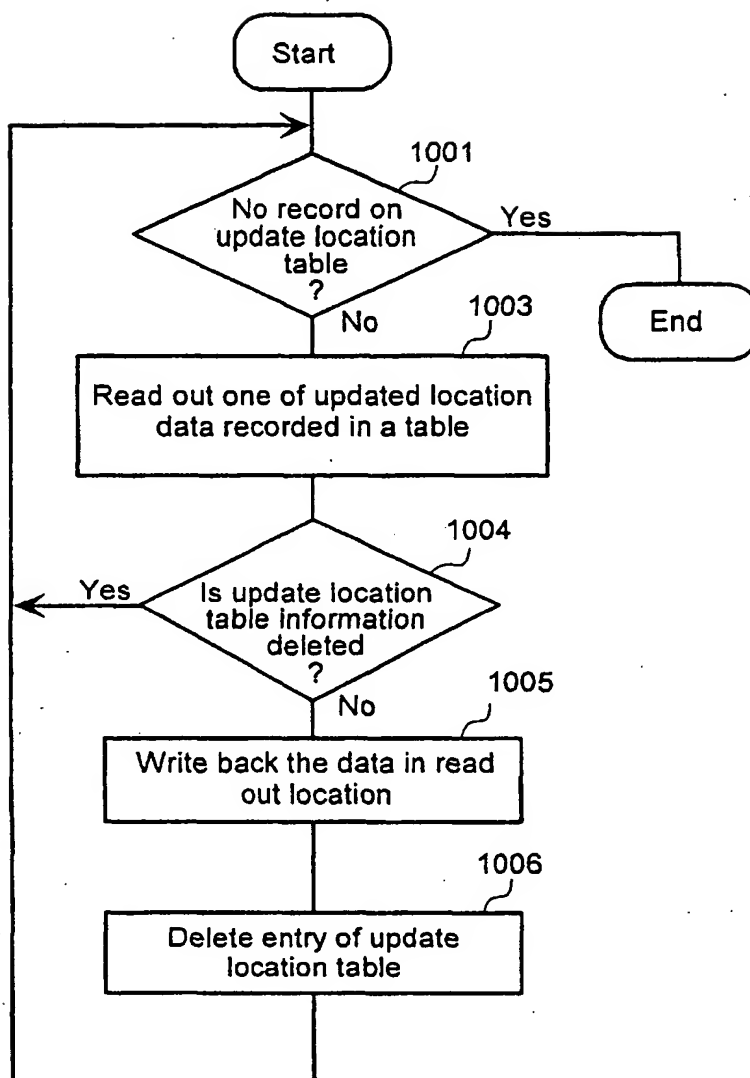 Start
1001
No record on
update location
table
?
Yes
End
No
1003
Read out one of updated location
data recorded in a table
1004
Yes
Is update location
table information
deleted
?
No
1005
Write back the data in read
out location
1006
Delete entry of update
location table